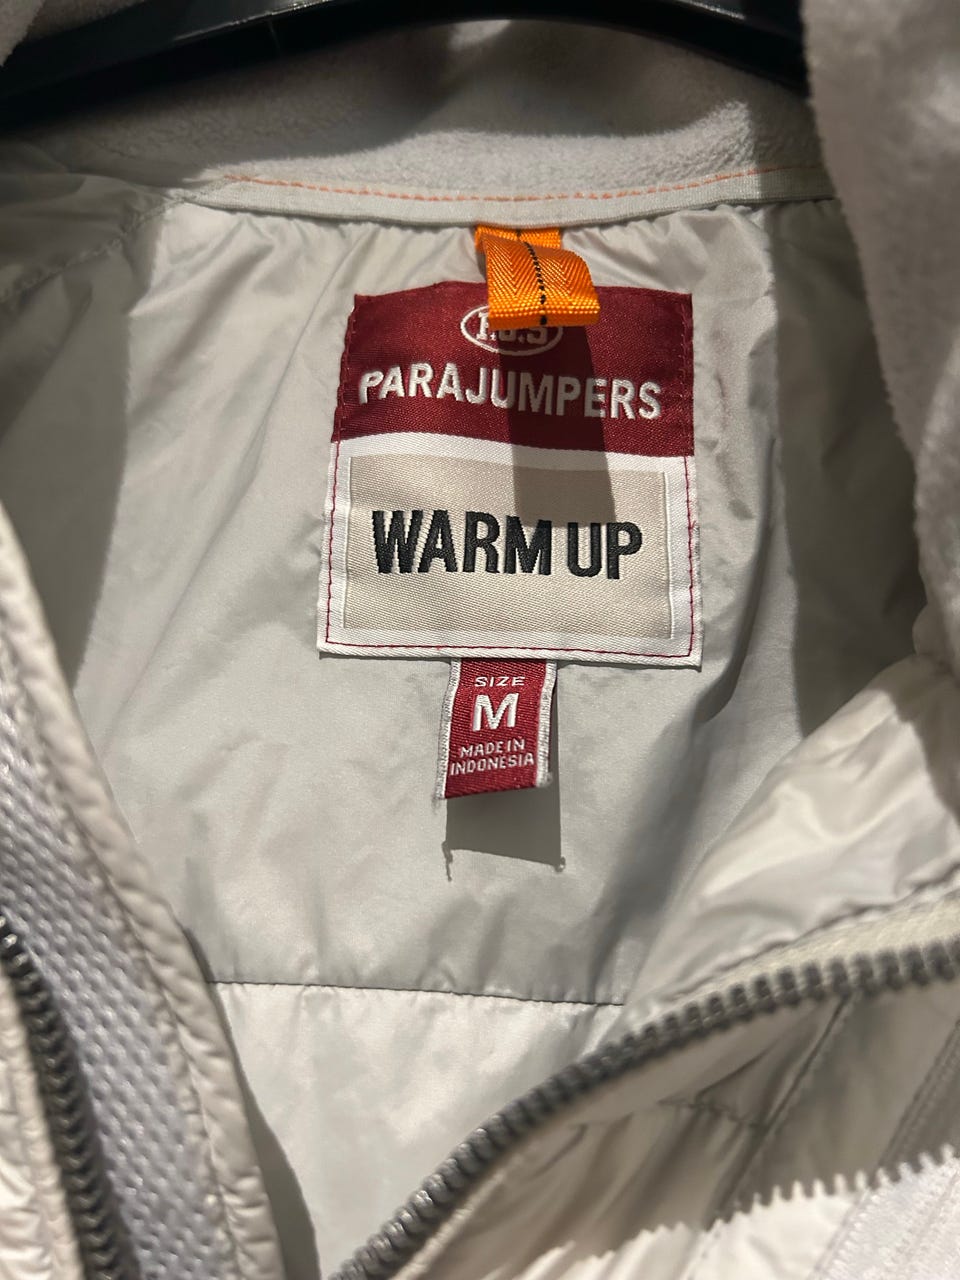 PARAJUMPERS
WARM UP
SIZE
M
MADE IN
INDONESIA